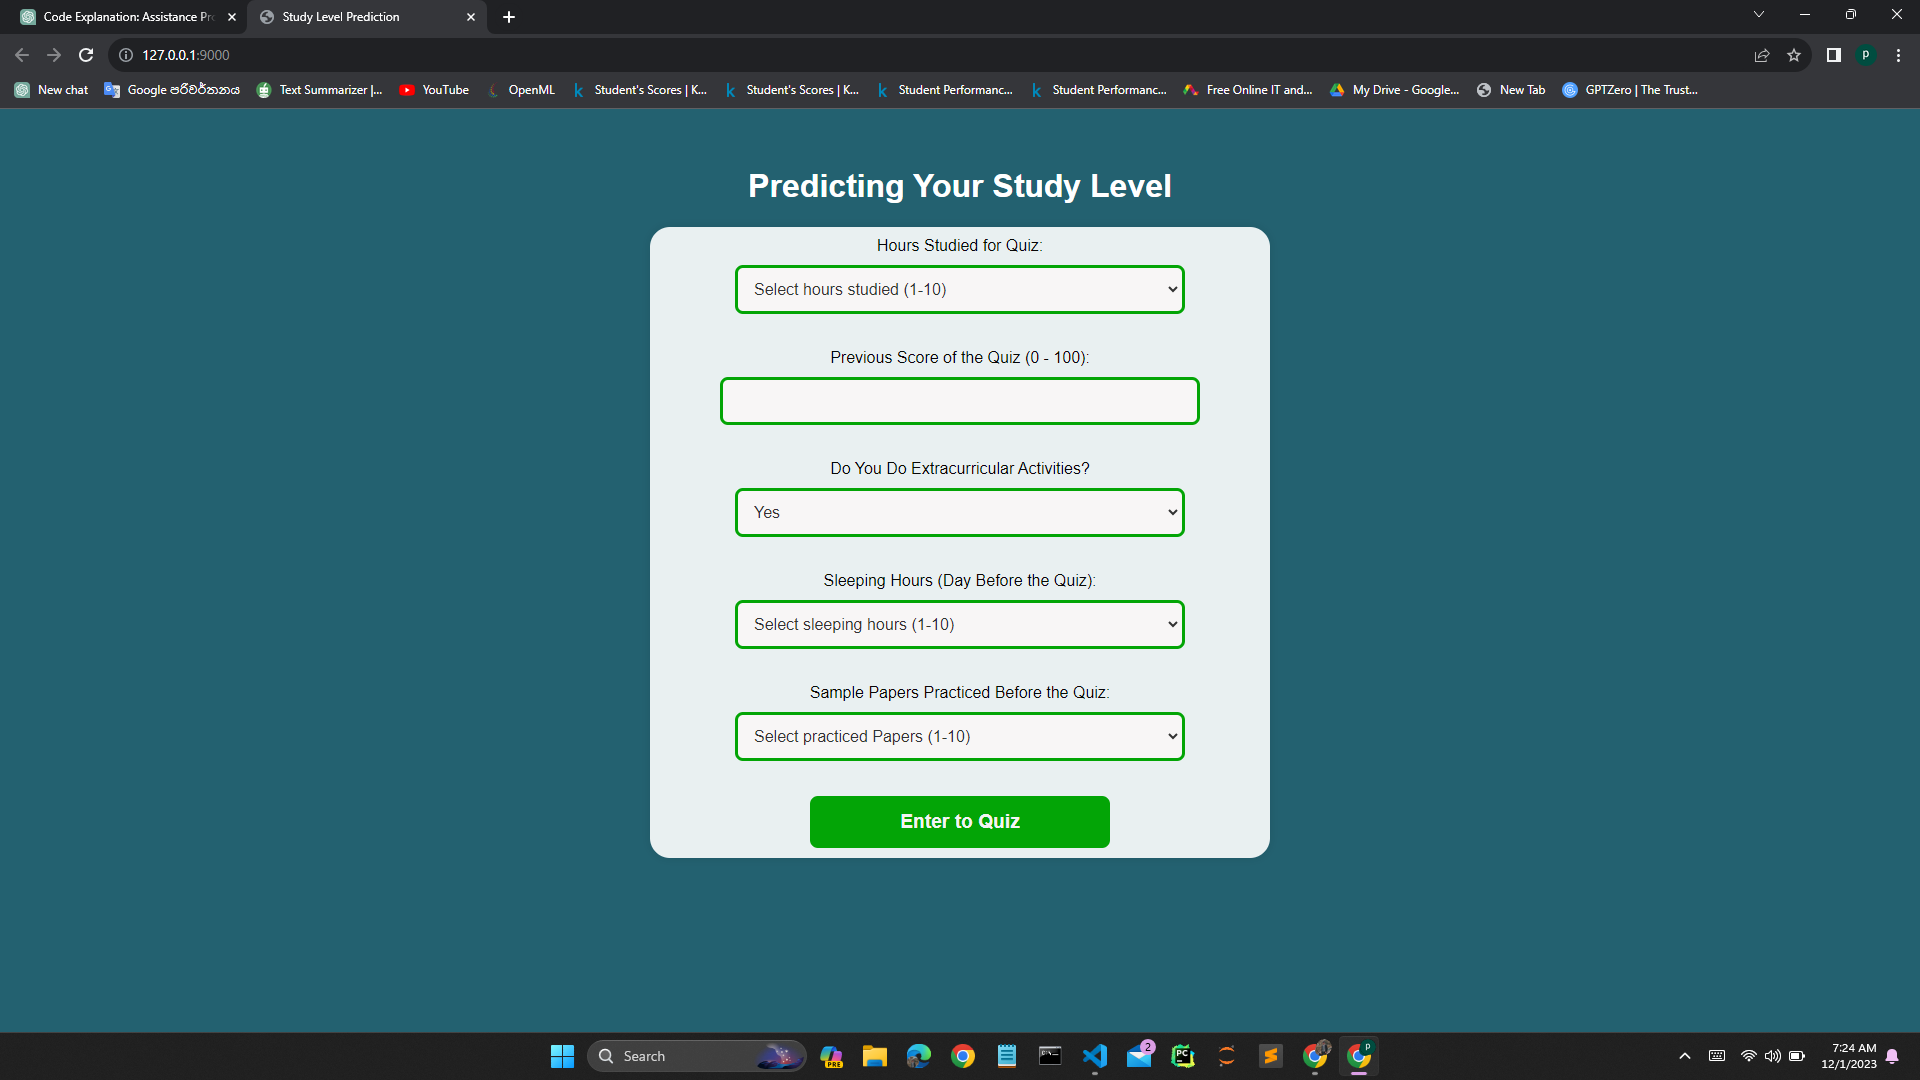 Code Explanation: Assistance Pr
Study Level Prediction
127.0.0.1:9000
P
New chat
Google පරිවර්තනය
Text Summarizer |...
YouTube
OpenML
k Student's Scores | K...
k Student's Scores | K...
k Student Performanc...
k Student Performanc...
Free Online IT and...
My Drive - Google...
New Tab
GPTZero | The Trust...
Predicting Your Study Level
Hours Studied for Quiz:
Select hours studied (1-10)
Previous Score of the Quiz (0 - 100):
Do You Do Extracurricular Activities?
Yes
Sleeping Hours (Day Before the Quiz):
Select sleeping hours (1-10)
Sample Papers Practiced Before the Quiz:
Select practiced Papers (1-10)
Enter to Quiz
Search
PRE
2
PC
P
7:24 AM
12/1/2023